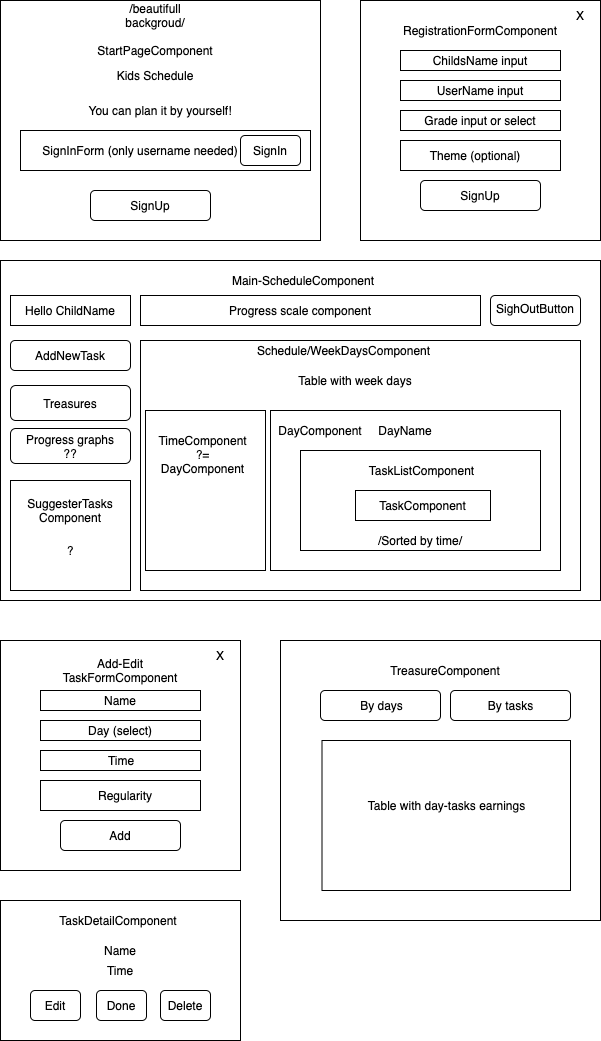 /beautifull
backgroud/
StartPageComponent
Kids Schedule
You can plan it by yourself!
SignInForm (only username needed)
SignIn
SignUp
X
RegistrationFormComponent
ChildsName input
UserName input
Grade input or select
Theme (optional)
SignUp
Main-ScheduleComponent
Hello ChildName
Progress scale component
SighOutButton
AddNewTask
Treasures
Progress graphs
??
SuggesterTasks
Component
?
Schedule/WeekDaysComponent
Table with week days
TimeComponent
?=
DayComponent
DayComponent DayName
TaskListComponent
TaskComponent
/Sorted by time/
X
Add-Edit
TaskFormComponent
Name
Day (select)
Time
Regularity
Add
TreasureComponent
By days
By tasks
Table with day-tasks earnings
TaskDetailComponent
Name
Time
Edit
Done
Delete